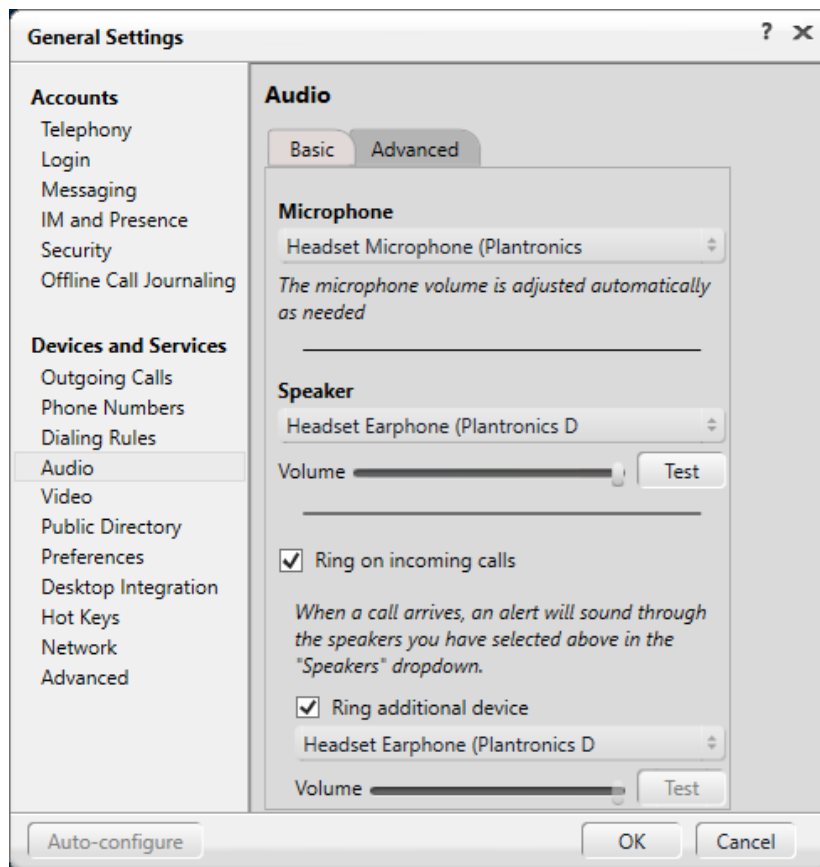 General Settings
?
Accounts
Telephony
Login
Messaging
IM and Presence
Security
Offline Call Journaling
Devices and Services
Outgoing Calls
Phone Numbers
Dialing Rules
Audio
Video
Public Directory
Preferences
Desktop Integration
Hot Keys
Network
Advanced
Audio
Basic
Advanced
Microphone
Headset Microphone (Plantronics
The microphone volume is adjusted automatically
as needed
Speaker
Headset Earphone (Plantronics D
Volume
Test
Ring on incoming calls
When a call arrives, an alert will sound through
the speakers you have selected above in the
"Speakers" dropdown.
Ring additional device
Headset Earphone (Plantronics D
Volume
Test
Auto-configure
OK
Cancel